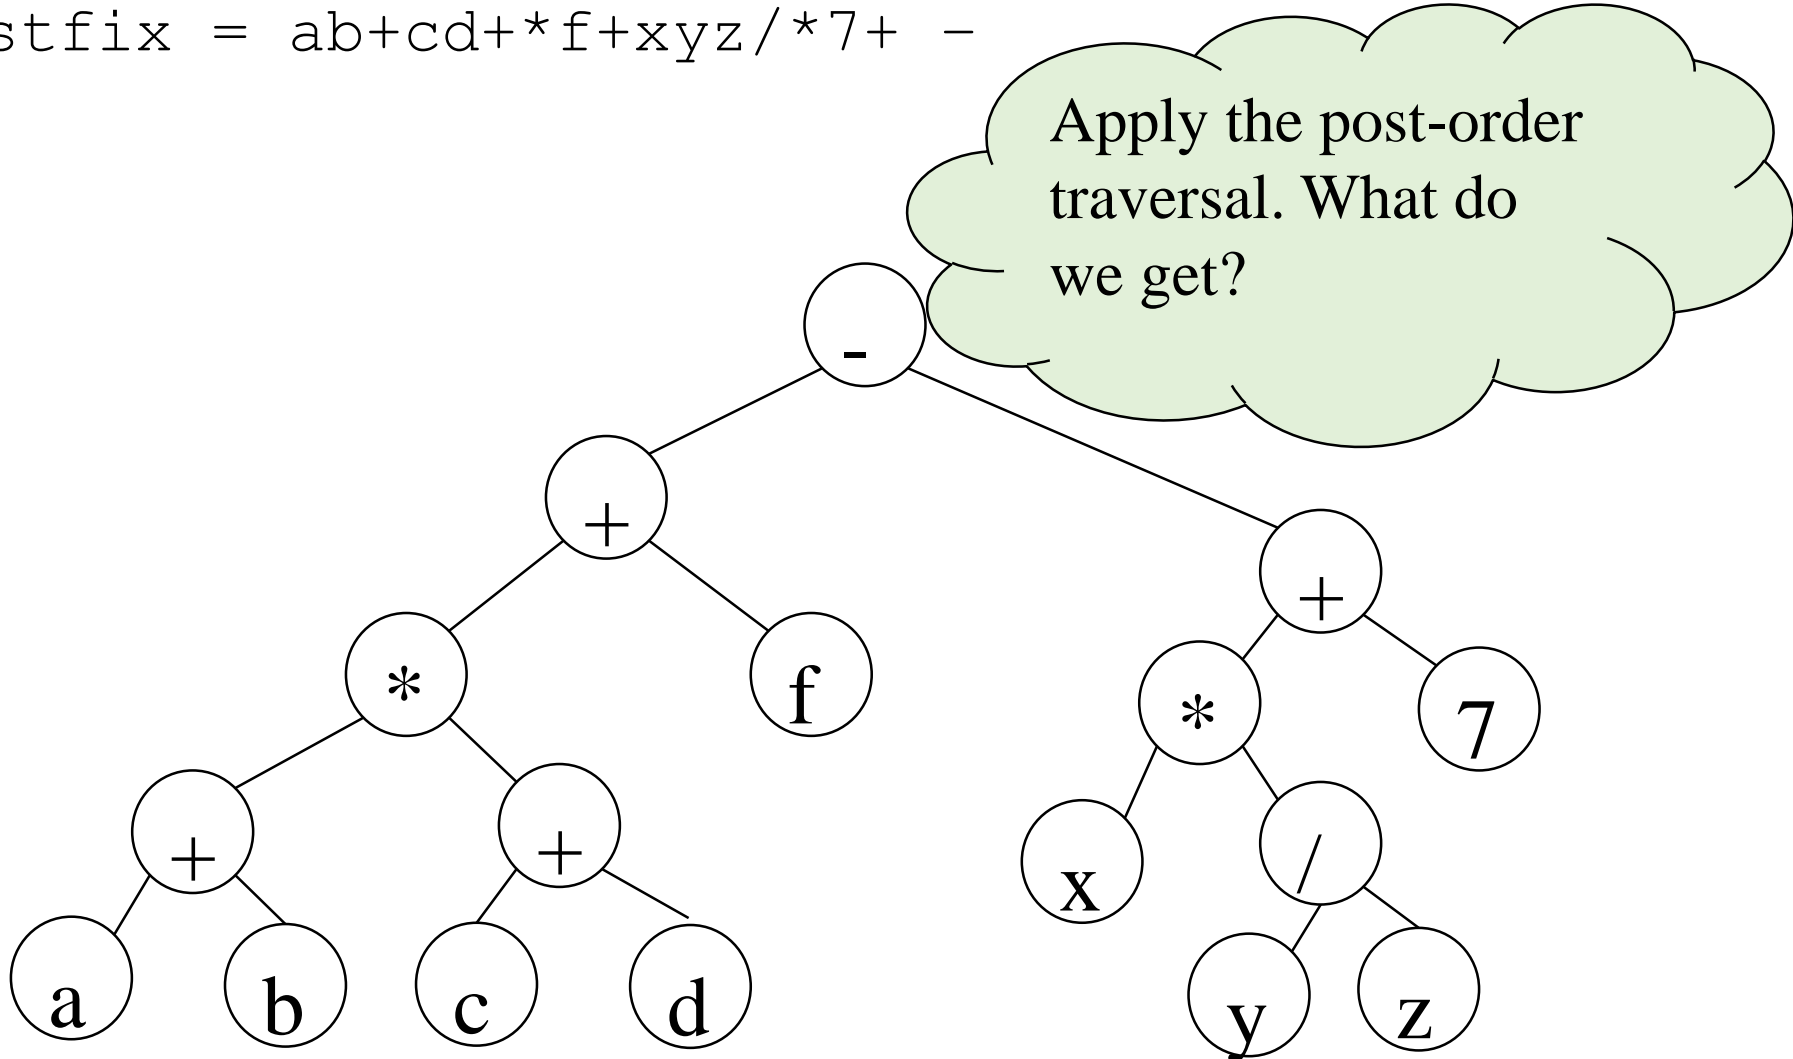 stfix = ab+cd+*f+xyz/*7+ -
Apply the post-order
traversal. What do
we get?
-
+
+
* f
* 7
+ +
x /
a b c d
y z